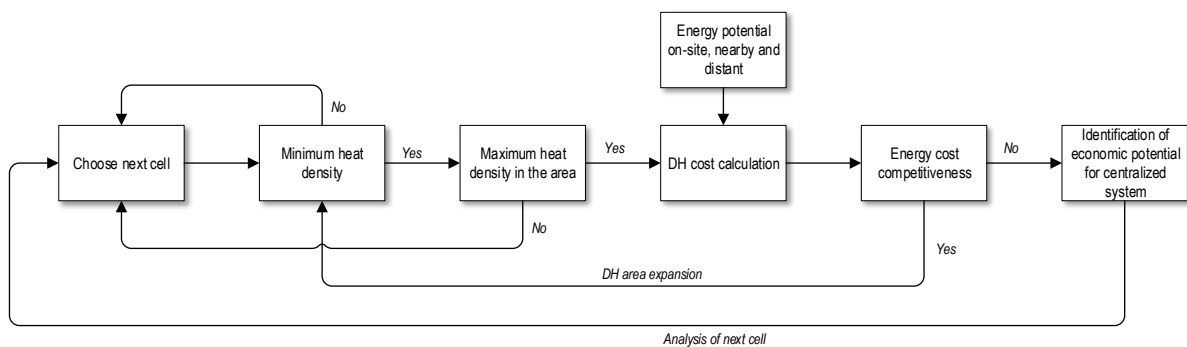 Energy potential
on-site, nearby and
distant
No
Choose next cell
Minimum heat
density
Yes
Maximum heat
density in the area
Yes
DH cost calculation
Energy cost
competitiveness
No
Identification of
economic potential
for centralized
system
No
Yes
DH area expansion
Analysis of next cell